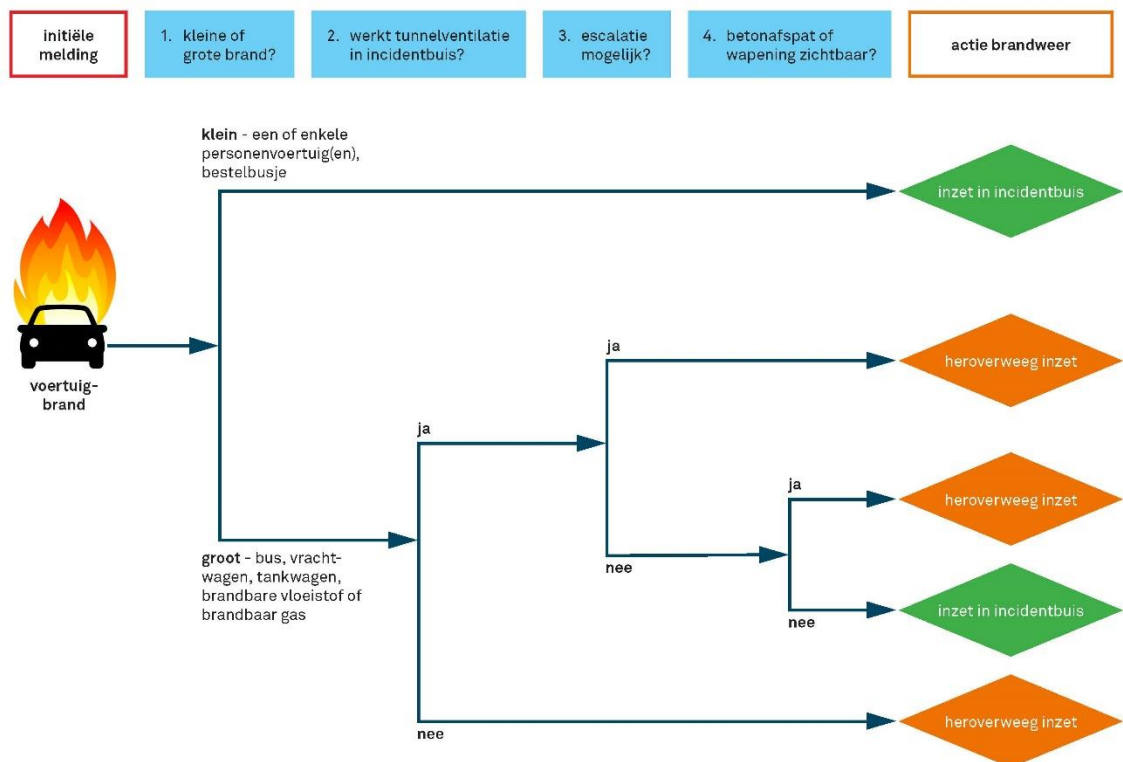 initiële
melding
1. kleine of
grote brand?
2. werkt tunnelventilatie
in incidentbuis?
3. escalatie
mogelijk?
4. betonafspat of
wapening zichtbaar?
actie brandweer
klein - een of enkele
personenvoertuig(en),
bestelbusje
inzet in incidentbuis
voertuig-
brand
ja
heroverweeg inzet
ja
ja
heroverweeg inzet
groot - bus, vracht-
wagen, tankwagen,
brandbare vloeistof of
brandbaar gas
nee
nee
inzet in incidentbuis
nee
heroverweeg inzet